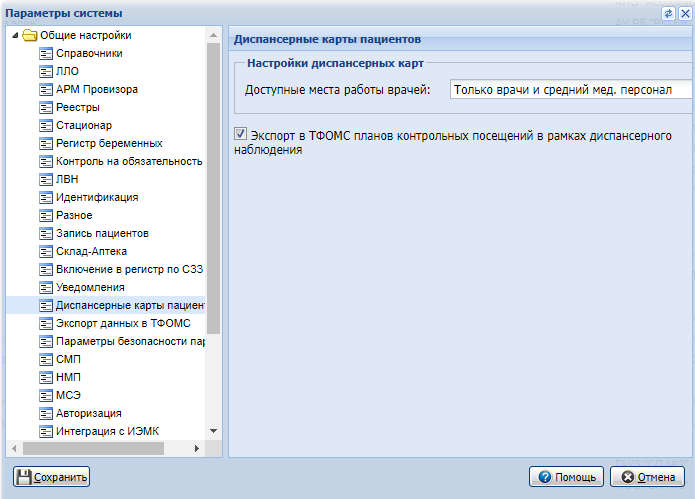 Параметры системы
Общие настройки
Справочники
ЛЛО
АРМ Провизора
Реестры
Стационар
Регистр беременных
Контроль на обязательность
ЛВН
Идентификация
Разное
Запись пациентов
Склад-Аптека
Включение в регистр по СЗЗ
Уведомления
Диспансерные карты пациент
Экспорт данных в ТФОМС
Параметры безопасности пар
СМП
НМП
МСЭ
Авторизация
Интеграция с ИЭМК
Диспансерные карты пациентов
Настройки диспансерных карт
Доступные места работы врачей: Только врачи и средний мед. персонал
Экспорт в ТФОМС планов контрольных посещений в рамках диспансерного
наблюдения
Сохранить
Помощь
Отмена